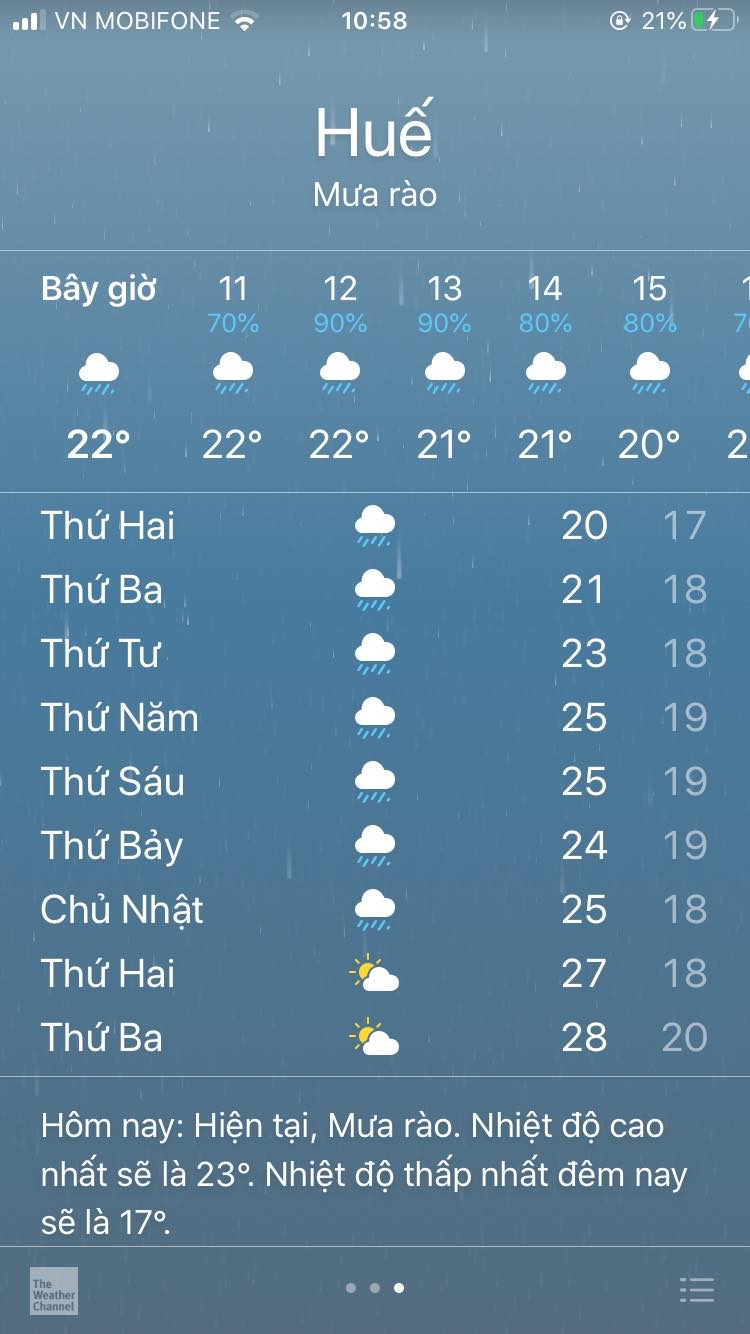 VN MOBIFONE 10:58 21%
Huế
Mưa rào
Bây giờ 11 12 13 14 15
70% 90% 90% 80% 80%
22° 22° 22° 21° 21° 20°
Thứ Hai 20 17
Thứ Ba 21 18
Thứ Tư 23 18
Thứ Năm 25 19
Thứ Sáu 25 19
Thứ Bảy 24 19
Chủ Nhật 25 18
Thứ Hai 27 18
Thứ Ba 28 20
Hôm nay: Hiện tại, Mưa rào. Nhiệt độ cao
nhất sẽ là 23°. Nhiệt độ thấp nhất đêm nay
sẽ là 17°.
The
Weather
Channel